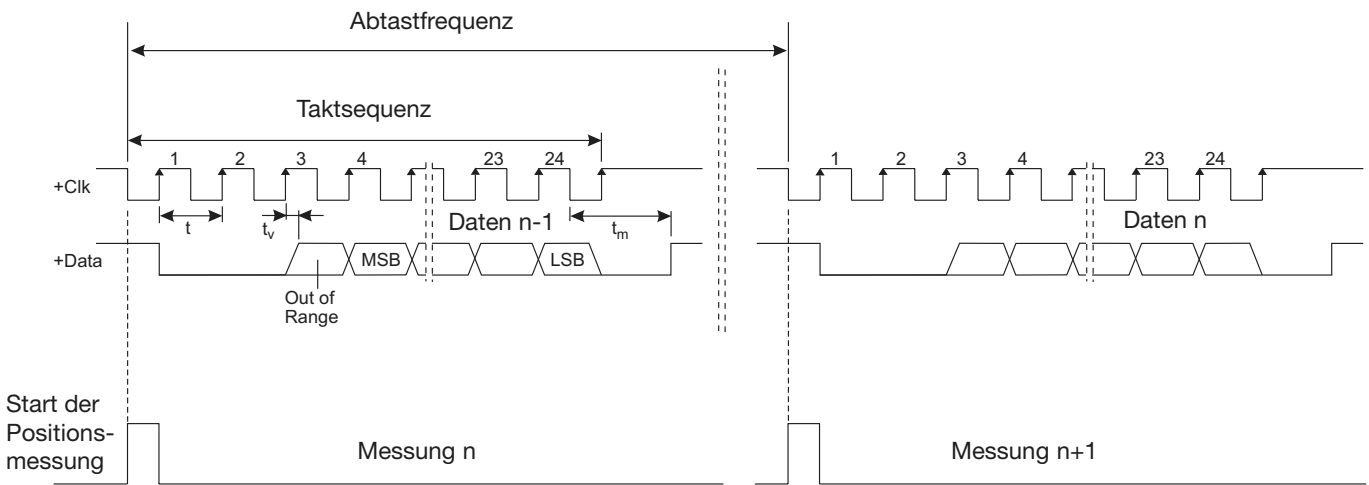 Abtastfrequenz
Taktsequenz
1 2 3 4 23 24 1 2 3 4 23 24
+Clk
t tv Daten n-1 tm Daten n
+Data MSB LSB
Out of
Range
Start der
Positions-
messung
Messung n Messung n+1